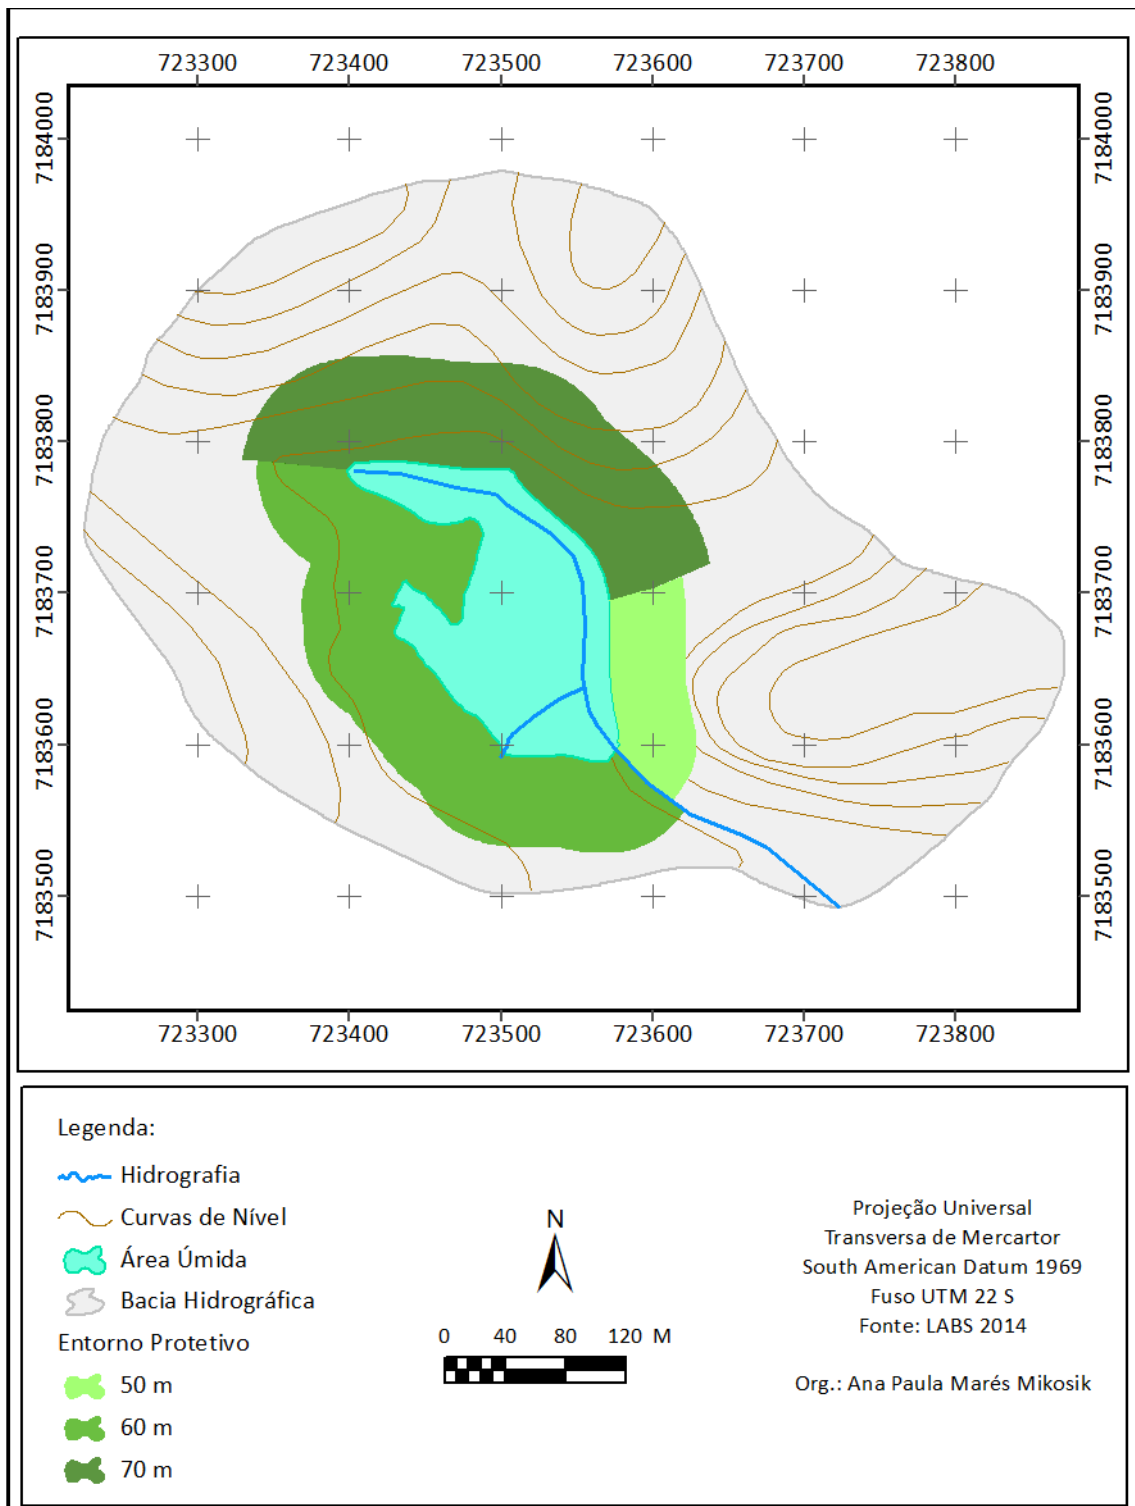 723300 723400 723500 723600 723700 723800
7184000 7184000
7183900 7183900
7183800 7183800
7183700 7183700
7183600 7183600
7183500 7183500
723300 723400 723500 723600 723700 723800
Legenda:
Hidrografia
Curvas de Nível
Área Úmida
Bacia Hidrográfica
Entorno Protetivo
50 m
60 m
70 m
N
0 40 80 120 M
Projeção Universal
Transversa de Mercartor
South American Datum 1969
Fuso UTM 22 S
Fonte: LABS 2014
Org.: Ana Paula Marés Mikosik